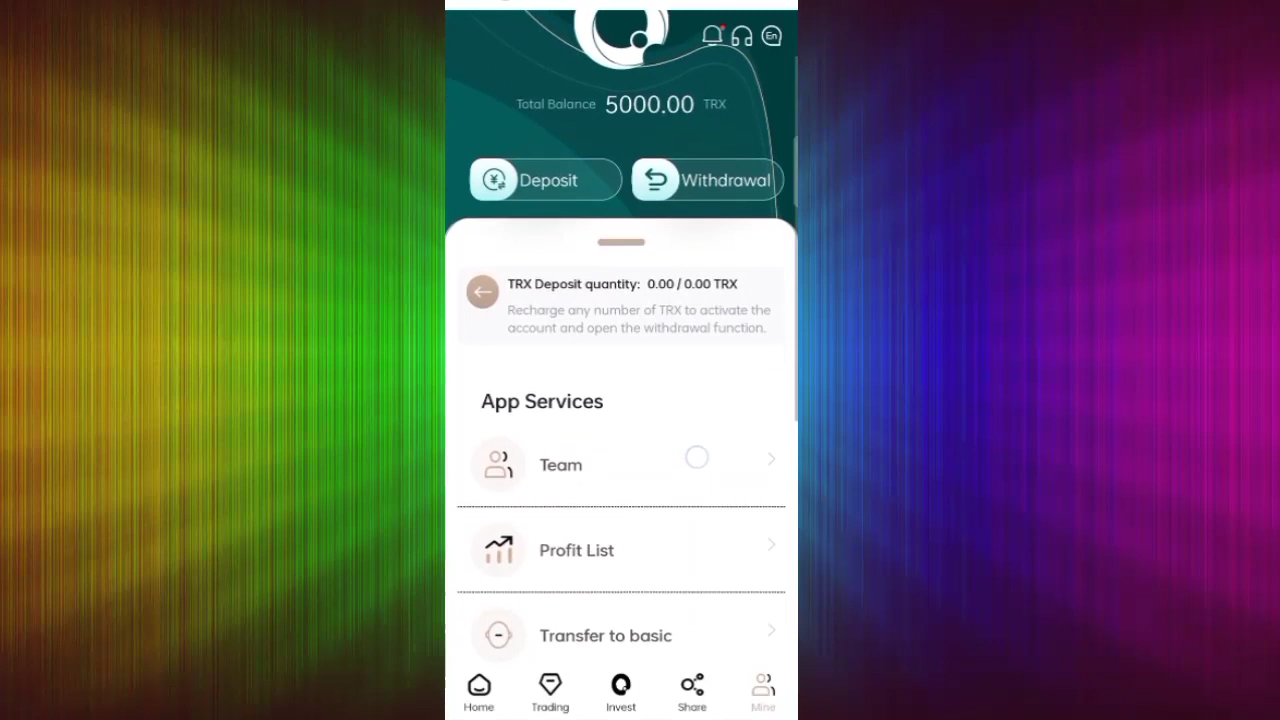 En
Total Balance 5000.00 TRX
Deposit
Withdrawal
TRX Deposit quantity: 0.00 / 0.00 TRX
Recharge any number of TRX to activate the
account and open the withdrawal function.
App Services
Team
Profit List
Transfer to basic
Home
Trading
Invest
Share
Mine